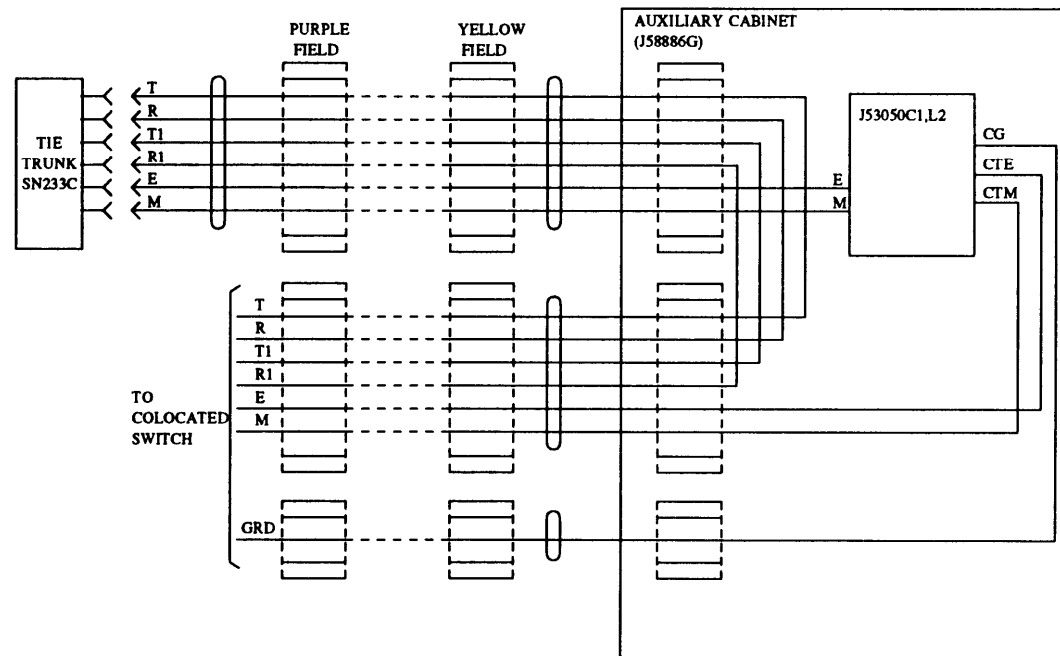 AUXILIARY CABINET
(J58886G)
PURPLE
FIELD
YELLOW
FIELD
TIE
TRUNK
SN233C
T
R
T1
R1
E
M
E
M
J53050C1,L2
CG
CTE
CTM
TO
COLOCATED
SWITCH
T
R
T1
R1
E
M
GRD